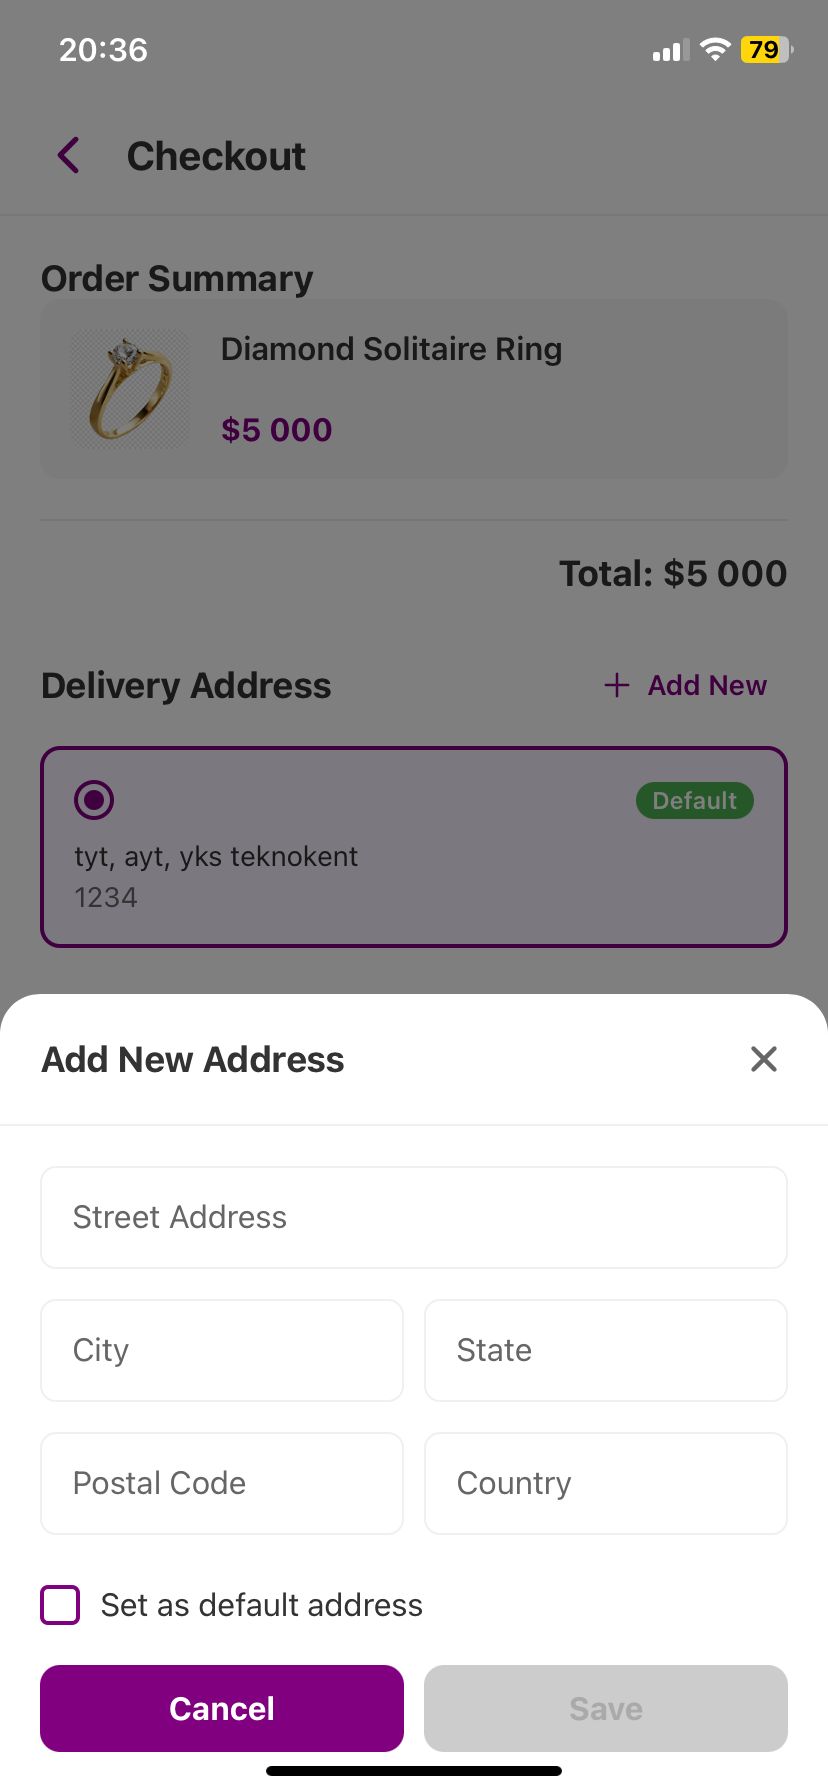 20:36
79
Checkout
Order Summary
Diamond Solitaire Ring
$5 000
Total: $5 000
Delivery Address
+ Add New
Default
tyt, ayt, yks teknokent
1234
Add New Address
Street Address
City
State
Postal Code
Country
Set as default address
Cancel
Save